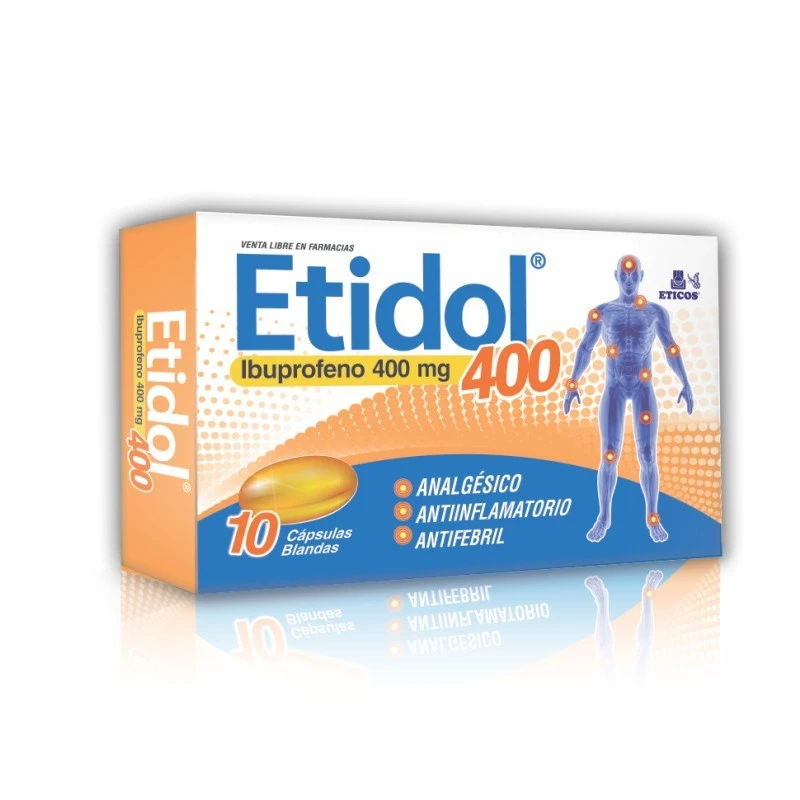 VENTA LIBRE EN FARMACIAS
Etidol®
Ibuprofeno 400 mg
400
ETICOS
ANALGÉSICO
ANTIINFLAMATORIO
ANTIFEBRIL
10
Cápsulas
Blandas
Etidol®
Ibuprofeno 400 mg
400